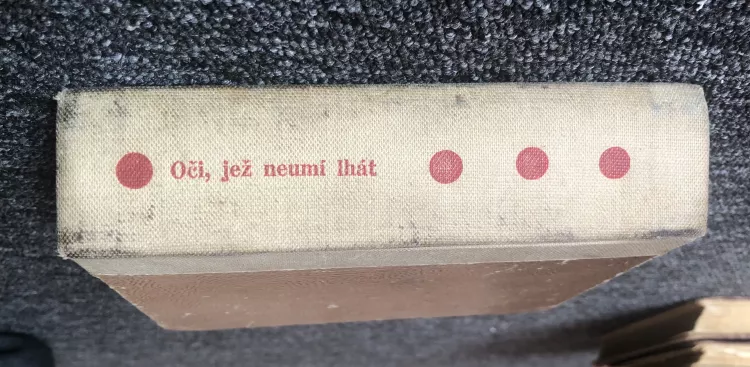 Oči, jež neumí lhát